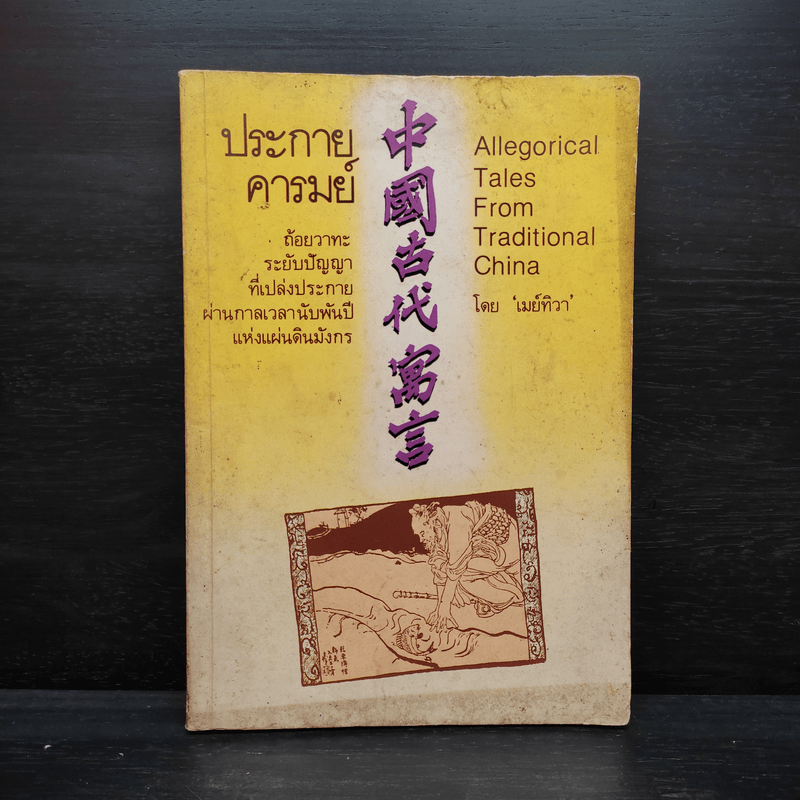 ประกาย
คารมย์
ถ้อยวาทะ
ระยับปัญญา
ที่เปล่งประกาย
ผ่านกาลเวลานับพันปี
แห่งแผ่นดินมังกร
中國古代寓言
Allegorical
Tales
From
Traditional
China
โดย 'เมย์ทิวา'